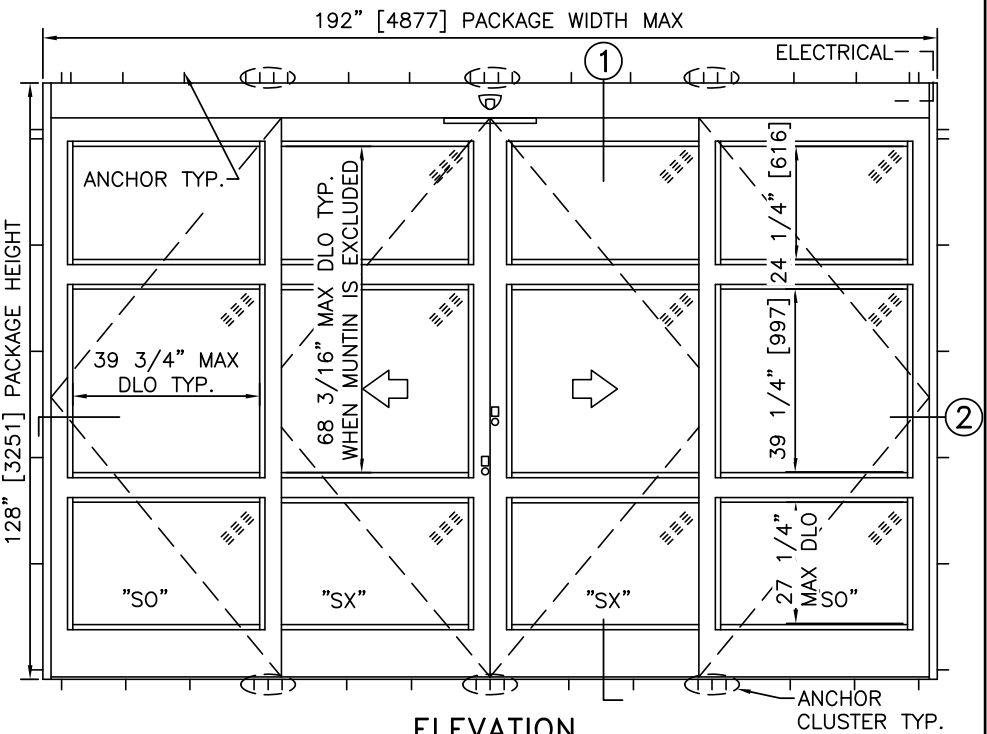 192" [4877] PACKAGE WIDTH MAX
ELECTRICAL
1
ANCHOR TYP.
128" [3251] PACKAGE HEIGHT
68 3/16" MAX DLO TYP.
WHEN MUNTIN IS EXCLUDED
24 1/4" [616]
39 1/4" [997]
39 3/4" MAX
DLO TYP.
2
27 1/4"
MAX DLO
"SO"
"SX"
"SX"
SO"
ANCHOR
CLUSTER TYP.
ELEVATION